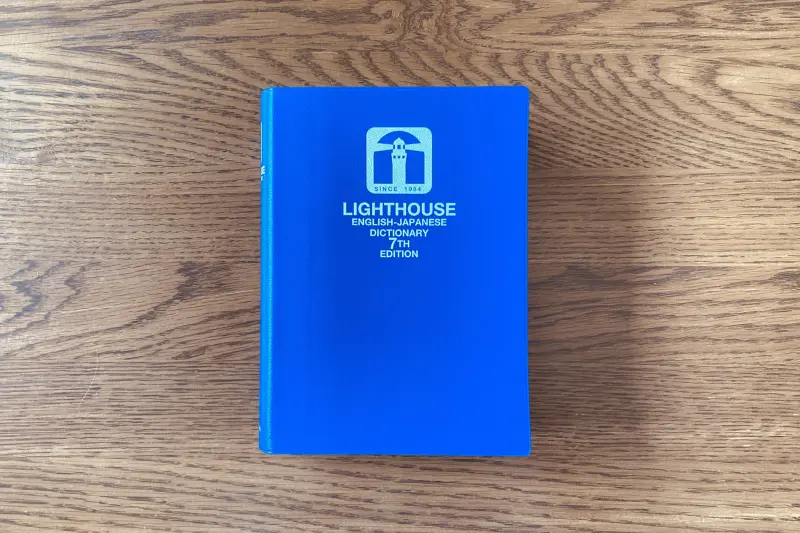 SINCE 1984
LIGHTHOUSE
ENGLISH-JAPANESE
DICTIONARY
7TH
EDITION